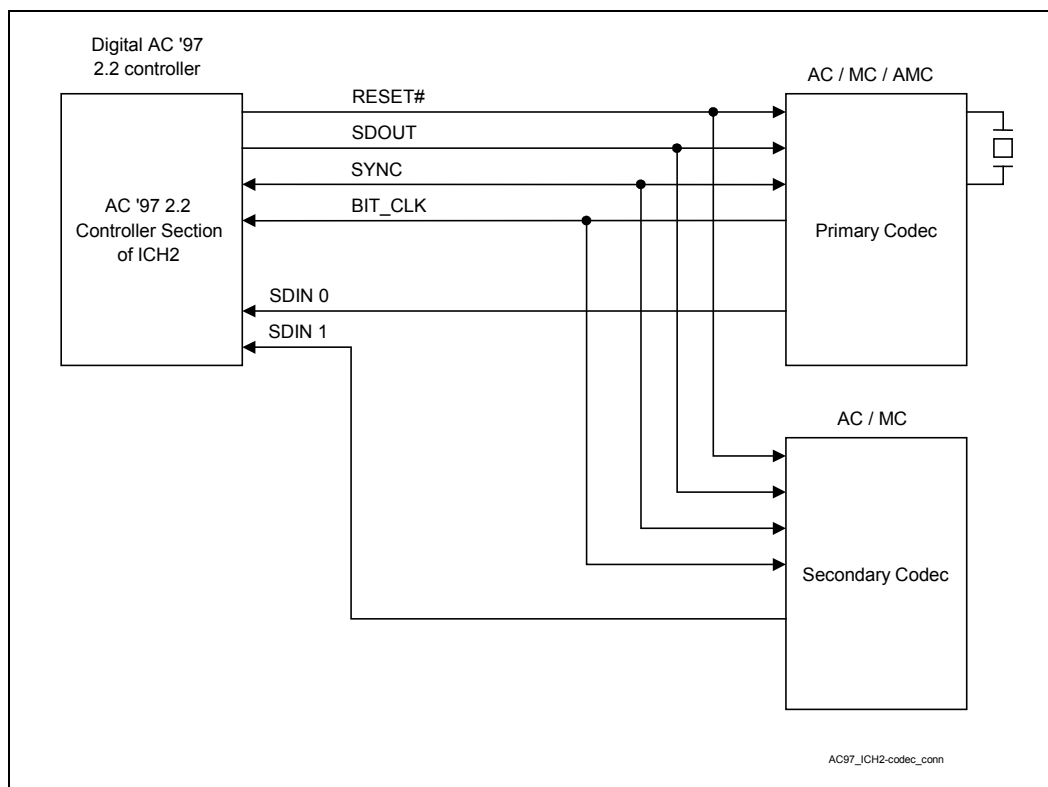 Digital AC '97
2.2 controller
AC / MC / AMC
RESET#
SDOUT
SYNC
BIT_CLK
AC '97 2.2
Controller Section
of ICH2
Primary Codec
SDIN 0
SDIN 1
AC / MC
Secondary Codec
AC97_ICH2-codec_conn